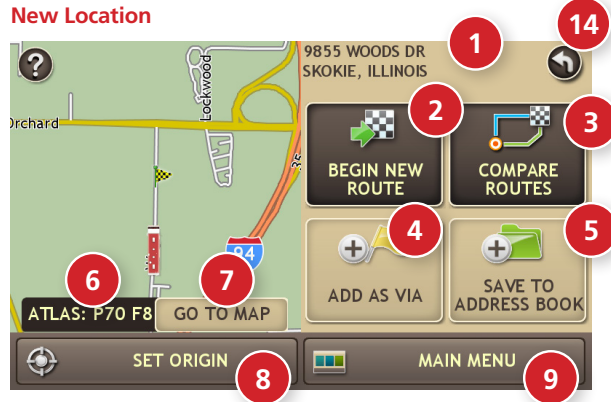 New Location
14
9855 WOODS DR
SKOKIE, ILLINOIS
1
?
Lockwood
Orchard
2
3
BEGIN NEW
ROUTE
COMPARE
ROUTES
94
4
5
ADD AS VIA
SAVE TO
ADDRESS BOOK
6
7
ATLAS: P70 F8
GO TO MAP
SET ORIGIN
8
MAIN MENU
9